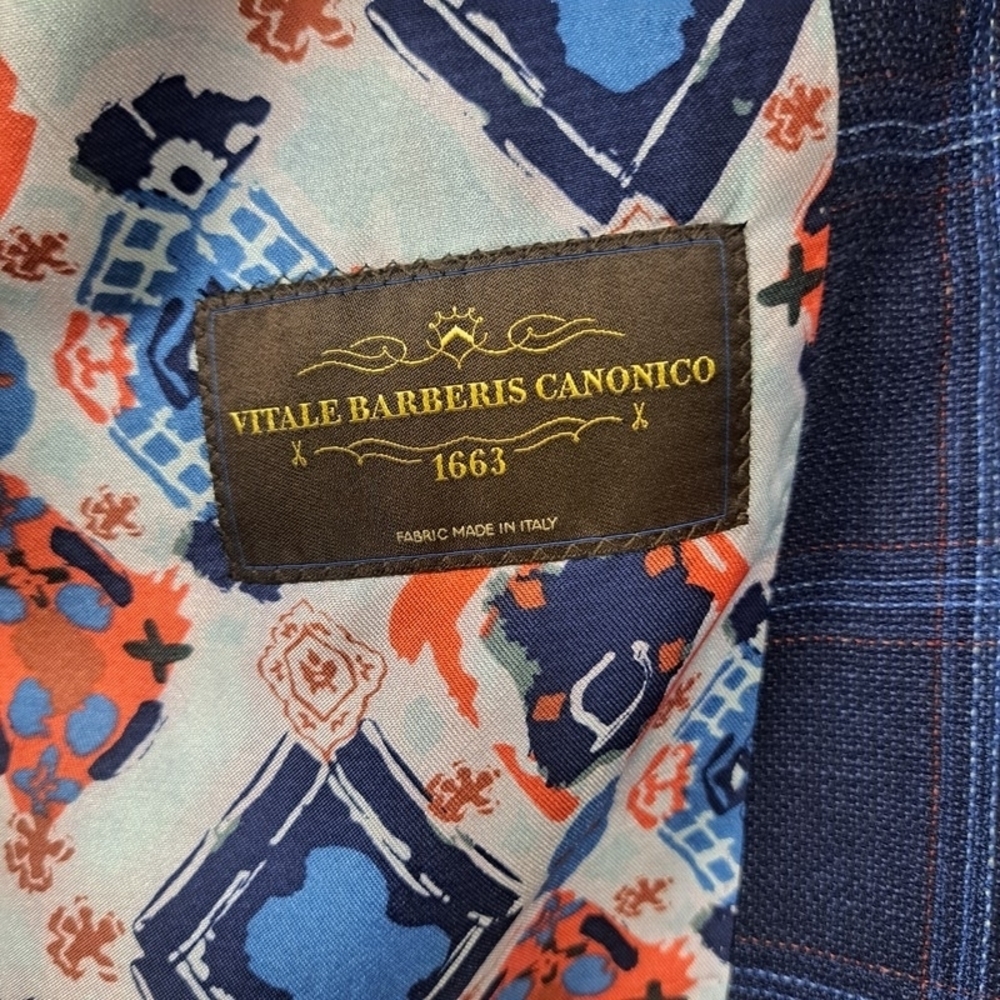 VITALE BARBERIS CANONICO
1663
FABRIC MADE IN ITALY